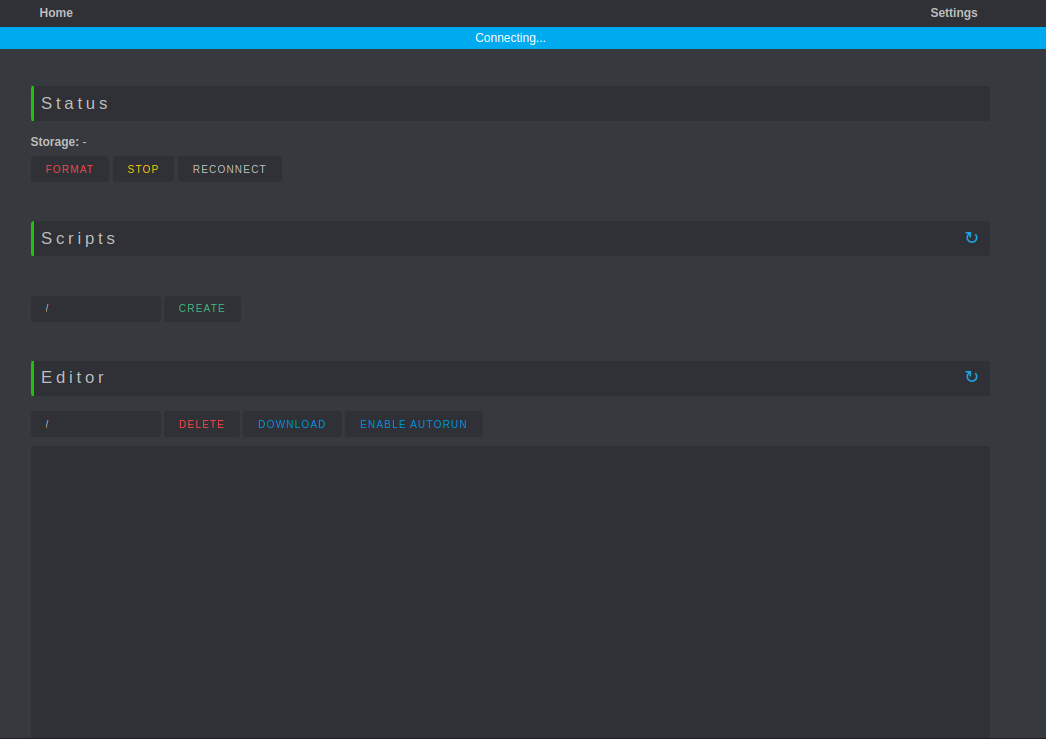 Home Settings
Connecting...
Status
Storage: -
FORMAT STOP RECONNECT
Scripts ↻
/ CREATE
Editor ↻
/ DELETE DOWNLOAD ENABLE AUTORUN